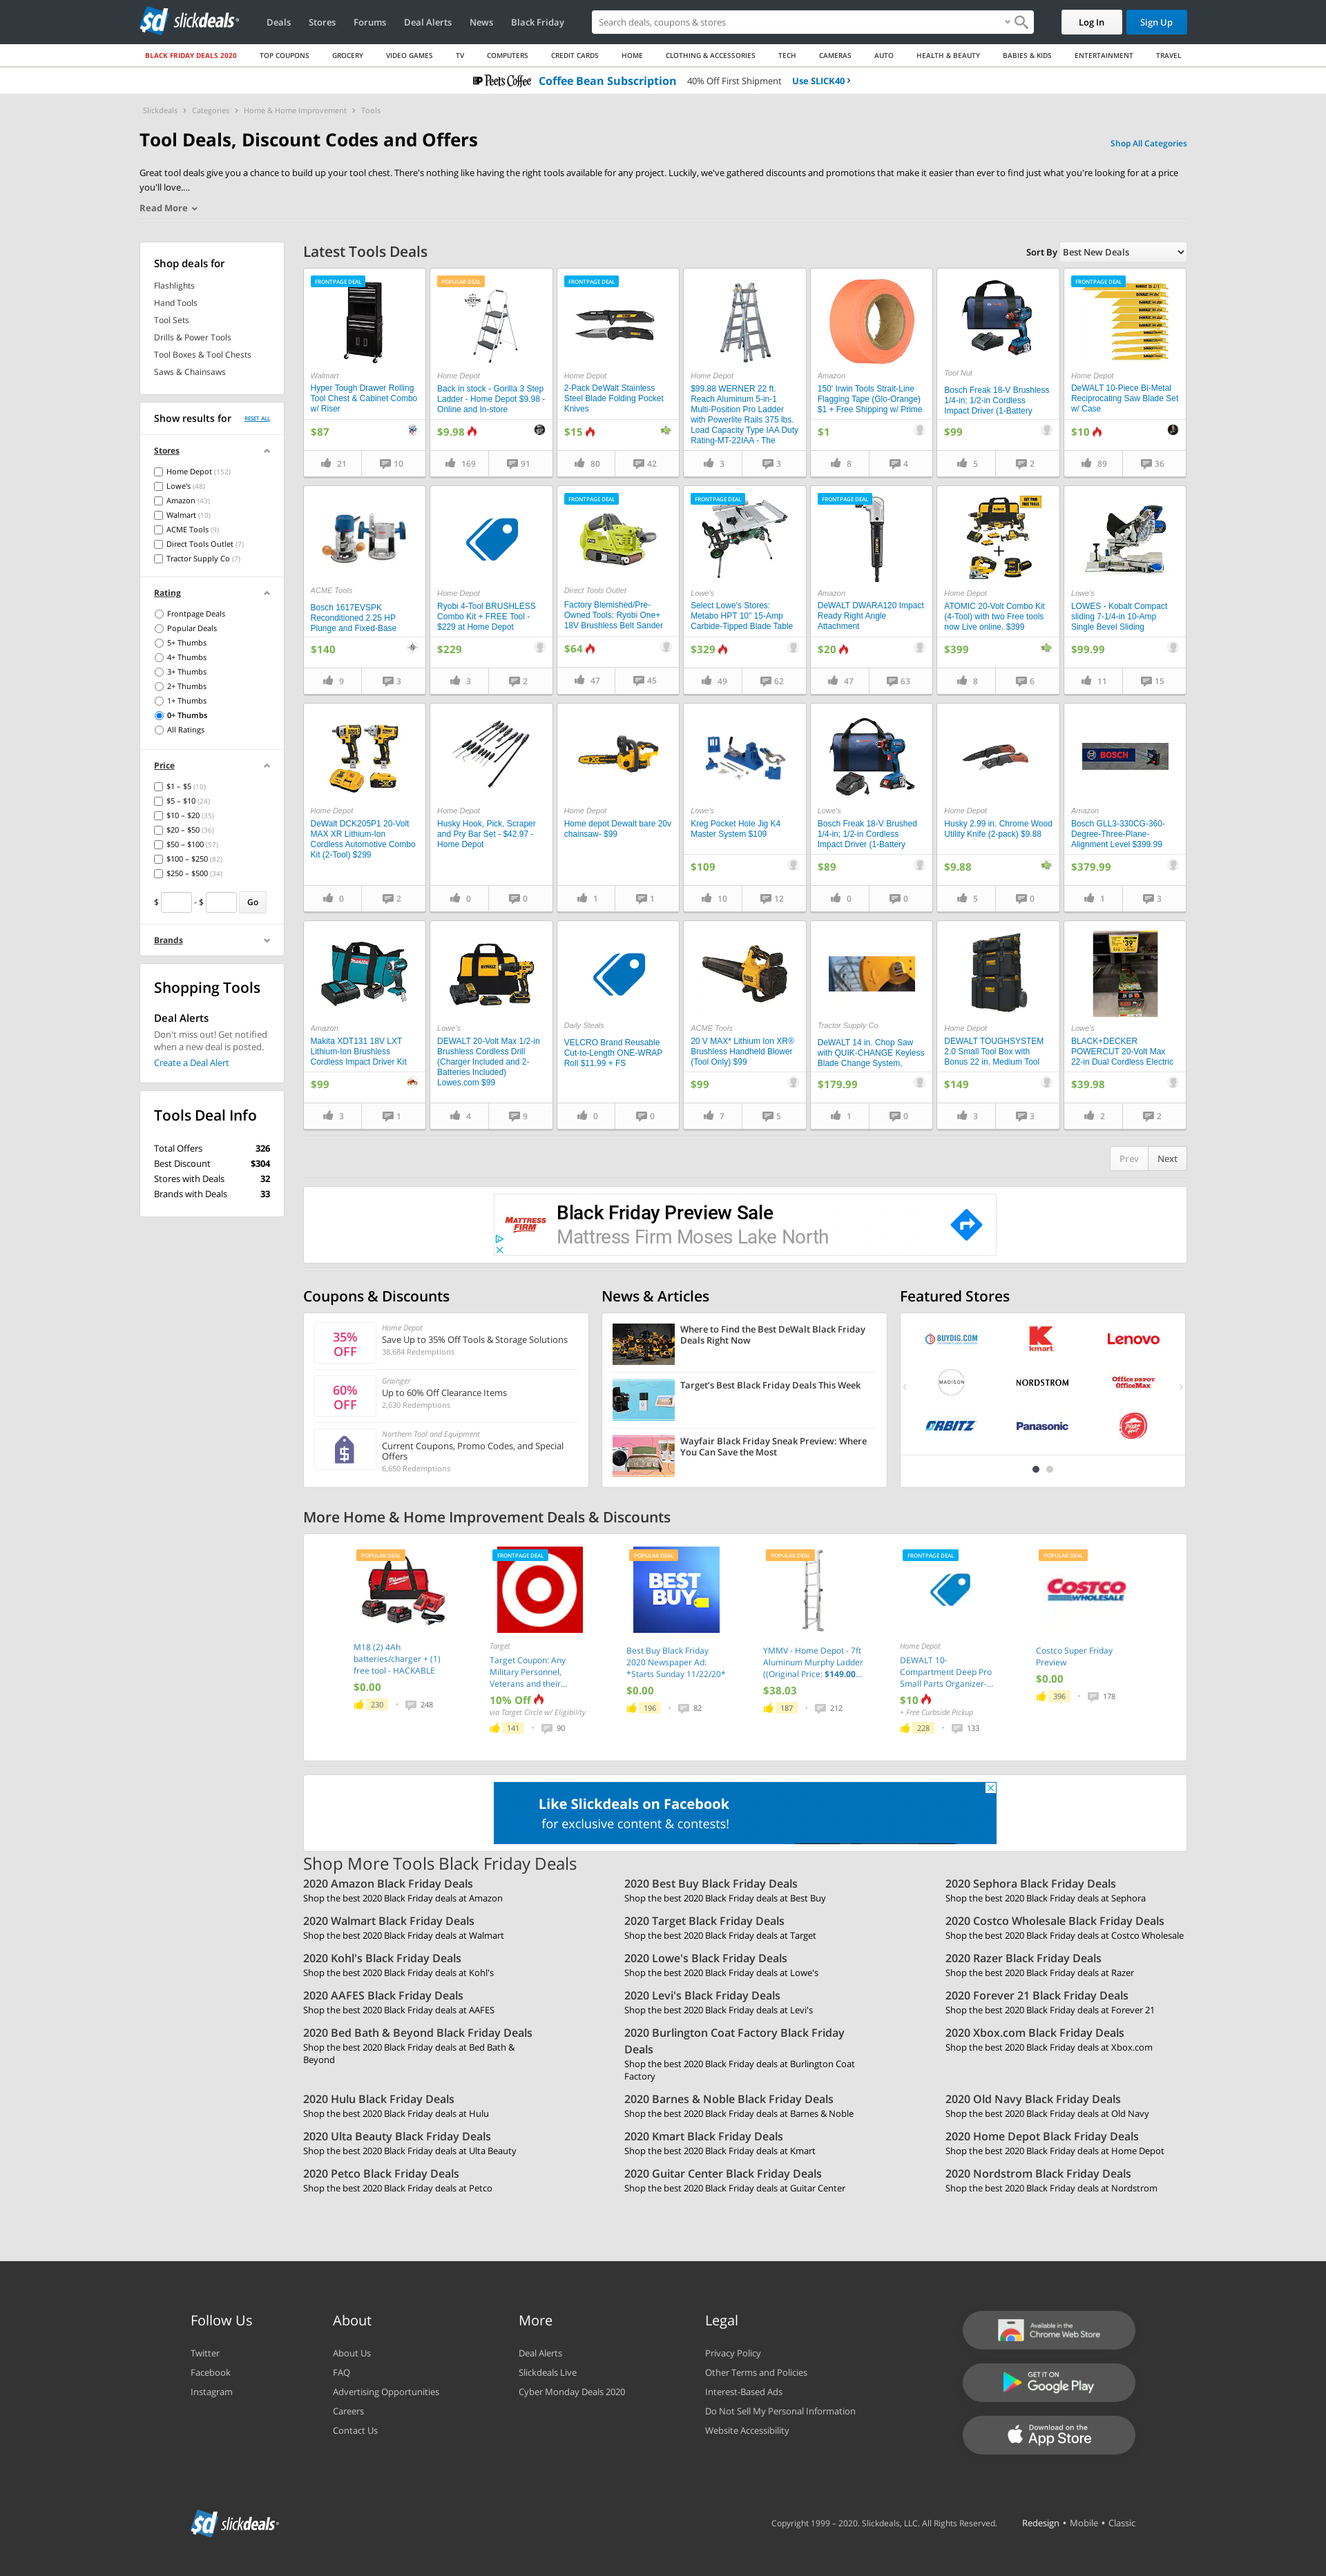 slickdeals
Deals
Stores
Forums
Deal Alerts
News
Black Friday
Search deals, coupons & stores
Log In
Sign Up
BLACK FRIDAY DEALS 2020
TOP COUPONS
GROCERY
VIDEO GAMES
TV
COMPUTERS
CREDIT CARDS
HOME
CLOTHING & ACCESSORIES
TECH
CAMERAS
AUTO
HEALTH & BEAUTY
BABIES & KIDS
ENTERTAINMENT
TRAVEL
Peet's Coffee
Coffee Bean Subscription
40% Off First Shipment
Use SLICK40
Slickdeals > Categories > Home & Home Improvement > Tools
Tool Deals, Discount Codes and Offers
Shop All Categories
Great tool deals give you a chance to build up your tool chest. There's nothing like having the right tools available for any project. Luckily, we've gathered discounts and promotions that make it easier than ever to find just what you're looking for at a price
you'll love....
Read More
Shop deals for
Flashlights
Hand Tools
Tool Sets
Drills & Power Tools
Tool Boxes & Tool Chests
Saws & Chainsaws
Show results for
RESET ALL
Stores
Home Depot (152)
Lowe's (48)
Amazon (43)
Walmart (10)
ACME Tools (9)
Direct Tools Outlet (7)
Tractor Supply Co (7)
Rating
Frontpage Deals
Popular Deals
5+ Thumbs
4+ Thumbs
3+ Thumbs
2+ Thumbs
1+ Thumbs
0+ Thumbs
All Ratings
Price
$1 – $5 (10)
$5 – $10 (24)
$10 – $20 (35)
$20 – $50 (36)
$50 – $100 (57)
$100 – $250 (82)
$250 – $500 (34)
$ - $ Go
Brands
Shopping Tools
Deal Alerts
Don't miss out! Get notified
when a new deal is posted.
Create a Deal Alert
Tools Deal Info
Total Offers 326
Best Discount $304
Stores with Deals 32
Brands with Deals 33
Latest Tools Deals
Sort By Best New Deals
FRONTPAGE DEAL
Walmart
Hyper Tough Drawer Rolling
Tool Chest & Cabinet Combo
w/ Riser
$87
21 10
POPULAR DEAL
Home Depot
Back in stock - Gorilla 3 Step
Ladder - Home Depot $9.98 -
Online and In-store
$9.98
169 91
FRONTPAGE DEAL
Home Depot
2-Pack DeWalt Stainless
Steel Blade Folding Pocket
Knives
$15
80 42
Home Depot
$99.88 WERNER 22 ft.
Reach Aluminum 5-in-1
Multi-Position Pro Ladder
with Powerlite Rails 375 lbs.
Load Capacity Type IAA Duty
Rating-MT-22IAA - The
3 3
Amazon
150' Irwin Tools Strait-Line
Flagging Tape (Glo-Orange)
$1 + Free Shipping w/ Prime
$1
8 4
Tool Nut
Bosch Freak 18-V Brushless
1/4-in; 1/2-in Cordless
Impact Driver (1-Battery
$99
5 2
FRONTPAGE DEAL
Home Depot
DeWALT 10-Piece Bi-Metal
Reciprocating Saw Blade Set
w/ Case
$10
89 36
ACME Tools
Bosch 1617EVSPK
Reconditioned 2.25 HP
Plunge and Fixed-Base
$140
9 3
Home Depot
Ryobi 4-Tool BRUSHLESS
Combo Kit + FREE Tool -
$229 at Home Depot
$229
3 2
FRONTPAGE DEAL
Direct Tools Outlet
Factory Blemished/Pre-
Owned Tools: Ryobi One+
18V Brushless Belt Sander
$64
47 45
FRONTPAGE DEAL
Lowe's
Select Lowe's Stores:
Metabo HPT 10" 15-Amp
Carbide-Tipped Blade Table
$329
49 62
FRONTPAGE DEAL
Amazon
DeWALT DWARA120 Impact
Ready Right Angle
Attachment
$20
47 63
Home Depot
ATOMIC 20-Volt Combo Kit
(4-Tool) with two Free tools
now Live online. $399
$399
8 6
Lowe's
LOWES - Kobalt Compact
sliding 7-1/4-in 10-Amp
Single Bevel Sliding
$99.99
11 15
Home Depot
DeWalt DCK205P1 20-Volt
MAX XR Lithium-Ion
Cordless Automotive Combo
Kit (2-Tool) $299
0 2
Home Depot
Husky Hook, Pick, Scraper
and Pry Bar Set - $42.97 -
Home Depot
0 0
Home Depot
Home depot Dewalt bare 20v
chainsaw- $99
1 1
Lowe's
Kreg Pocket Hole Jig K4
Master System $109
$109
10 12
Lowe's
Bosch Freak 18-V Brushed
1/4-in; 1/2-in Cordless
Impact Driver (1-Battery
$89
0 0
Home Depot
Husky 2.99 in. Chrome Wood
Utility Knife (2-pack) $9.88
$9.88
5 0
BOSCH
Amazon
Bosch GLL3-330CG-360-
Degree-Three-Plane-
Alignment Level $399.99
$379.99
1 3
Amazon
Makita XDT131 18V LXT
Lithium-Ion Brushless
Cordless Impact Driver Kit
$99
3 1
Lowe's
DEWALT 20-Volt Max 1/2-in
Brushless Cordless Drill
(Charger Included and 2-
Batteries Included)
Lowes.com $99
4 9
Daily Steals
VELCRO Brand Reusable
Cut-to-Length ONE-WRAP
Roll $11.99 + FS
0 0
ACME Tools
20 V MAX* Lithium Ion XR®
Brushless Handheld Blower
(Tool Only) $99
$99
7 5
Tractor Supply Co
DeWALT 14 in. Chop Saw
with QUIK-CHANGE Keyless
Blade Change System,
$179.99
1 0
Home Depot
DEWALT TOUGHSYSTEM
2.0 Small Tool Box with
Bonus 22 in. Medium Tool
$149
3 3
Lowe's
BLACK+DECKER
POWERCUT 20-Volt Max
22-in Dual Cordless Electric
$39.98
2 2
Prev Next
MATTRESS FIRM
Black Friday Preview Sale
Mattress Firm Moses Lake North
Coupons & Discounts
35% OFF
Home Depot
Save Up to 35% Off Tools & Storage Solutions
38,684 Redemptions
60% OFF
Grainger
Up to 60% Off Clearance Items
2,630 Redemptions
Northern Tool and Equipment
Current Coupons, Promo Codes, and Special
Offers
6,650 Redemptions
News & Articles
Where to Find the Best DeWalt Black Friday
Deals Right Now
Target's Best Black Friday Deals This Week
Wayfair Black Friday Sneak Preview: Where
You Can Save the Most
Featured Stores
BUYDIG.COM
kmart
Lenovo
MADISON
NORDSTROM
Office DEPOT OfficeMax
ORBITZ
Panasonic
Pizza Hut
More Home & Home Improvement Deals & Discounts
POPULAR DEAL
M18 (2) 4Ah
batteries/charger + (1)
free tool - HACKABLE
$0.00
230 · 248
FRONTPAGE DEAL
Target
Target Coupon: Any
Military Personnel,
Veterans and their...
10% Off
via Target Circle w/ Eligibility
141 · 90
POPULAR DEAL
BEST BUY
Best Buy Black Friday
2020 Newspaper Ad:
*Starts Sunday 11/22/20*
$0.00
196 · 82
POPULAR DEAL
YMMV - Home Depot - 7ft
Aluminum Murphy Ladder
((Original Price: $149.00...
$38.03
187 · 212
FRONTPAGE DEAL
Home Depot
DEWALT 10-
Compartment Deep Pro
Small Parts Organizer-...
$10
+ Free Curbside Pickup
228 · 133
POPULAR DEAL
COSTCO WHOLESALE
Costco Super Friday
Preview
$0.00
396 · 178
Like Slickdeals on Facebook
for exclusive content & contests!
Shop More Tools Black Friday Deals
2020 Amazon Black Friday Deals
Shop the best 2020 Black Friday deals at Amazon
2020 Best Buy Black Friday Deals
Shop the best 2020 Black Friday deals at Best Buy
2020 Sephora Black Friday Deals
Shop the best 2020 Black Friday deals at Sephora
2020 Walmart Black Friday Deals
Shop the best 2020 Black Friday deals at Walmart
2020 Target Black Friday Deals
Shop the best 2020 Black Friday deals at Target
2020 Costco Wholesale Black Friday Deals
Shop the best 2020 Black Friday deals at Costco Wholesale
2020 Kohl's Black Friday Deals
Shop the best 2020 Black Friday deals at Kohl's
2020 Lowe's Black Friday Deals
Shop the best 2020 Black Friday deals at Lowe's
2020 Razer Black Friday Deals
Shop the best 2020 Black Friday deals at Razer
2020 AAFES Black Friday Deals
Shop the best 2020 Black Friday deals at AAFES
2020 Levi's Black Friday Deals
Shop the best 2020 Black Friday deals at Levi's
2020 Forever 21 Black Friday Deals
Shop the best 2020 Black Friday deals at Forever 21
2020 Bed Bath & Beyond Black Friday Deals
Shop the best 2020 Black Friday deals at Bed Bath &
Beyond
2020 Burlington Coat Factory Black Friday
Deals
Shop the best 2020 Black Friday deals at Burlington Coat
Factory
2020 Xbox.com Black Friday Deals
Shop the best 2020 Black Friday deals at Xbox.com
2020 Hulu Black Friday Deals
Shop the best 2020 Black Friday deals at Hulu
2020 Barnes & Noble Black Friday Deals
Shop the best 2020 Black Friday deals at Barnes & Noble
2020 Old Navy Black Friday Deals
Shop the best 2020 Black Friday deals at Old Navy
2020 Ulta Beauty Black Friday Deals
Shop the best 2020 Black Friday deals at Ulta Beauty
2020 Kmart Black Friday Deals
Shop the best 2020 Black Friday deals at Kmart
2020 Home Depot Black Friday Deals
Shop the best 2020 Black Friday deals at Home Depot
2020 Petco Black Friday Deals
Shop the best 2020 Black Friday deals at Petco
2020 Guitar Center Black Friday Deals
Shop the best 2020 Black Friday deals at Guitar Center
2020 Nordstrom Black Friday Deals
Shop the best 2020 Black Friday deals at Nordstrom
Follow Us
Twitter
Facebook
Instagram
About
About Us
FAQ
Advertising Opportunities
Careers
Contact Us
More
Deal Alerts
Slickdeals Live
Cyber Monday Deals 2020
Legal
Privacy Policy
Other Terms and Policies
Interest-Based Ads
Do Not Sell My Personal Information
Website Accessibility
Available in the
Chrome Web Store
GET IT ON
Google Play
Download on the
App Store
slickdeals
Copyright 1999 – 2020. Slickdeals, LLC. All Rights Reserved.
Redesign • Mobile • Classic